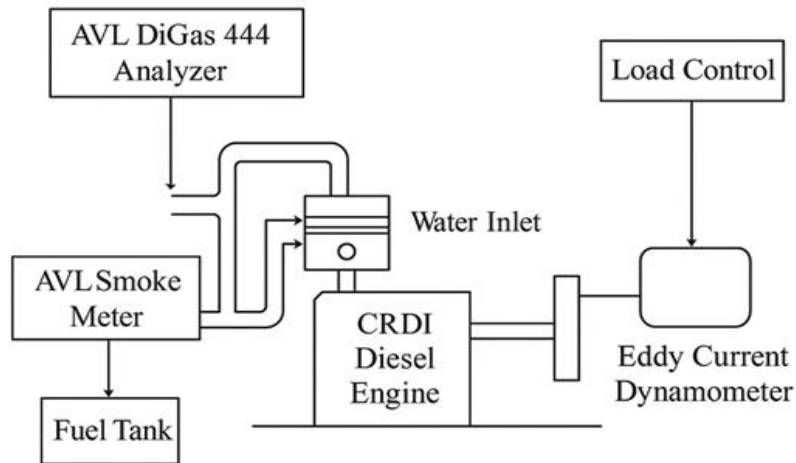 AVL DiGas 444
Analyzer
Load Control
Water Inlet
AVL Smoke
Meter
CRDI
Diesel
Engine
Eddy Current
Dynamometer
Fuel Tank